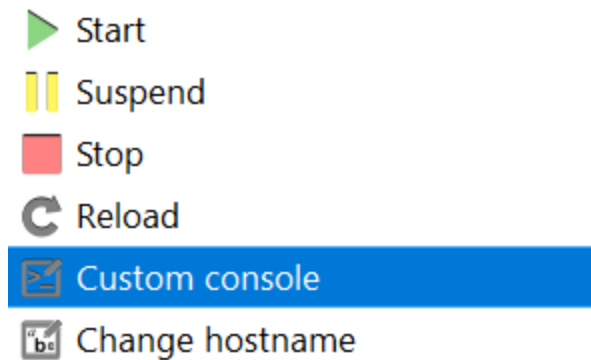 Start
Suspend
Stop
Reload
Custom console
Change hostname